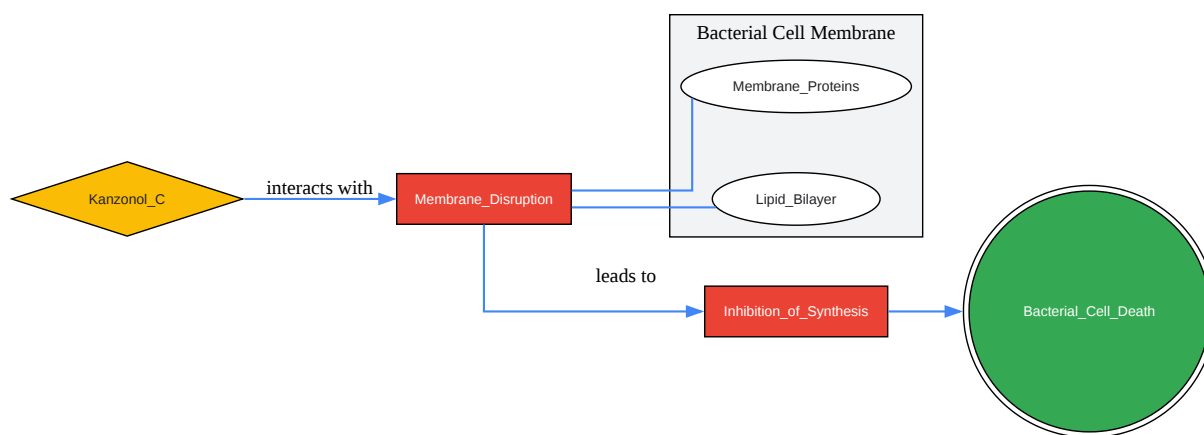 Bacterial Cell Membrane
Membrane_Proteins
Kanzonol_C
interacts with
Membrane_Disruption
Lipid_Bilayer
leads to
Inhibition_of_Synthesis
Bacterial_Cell_Death